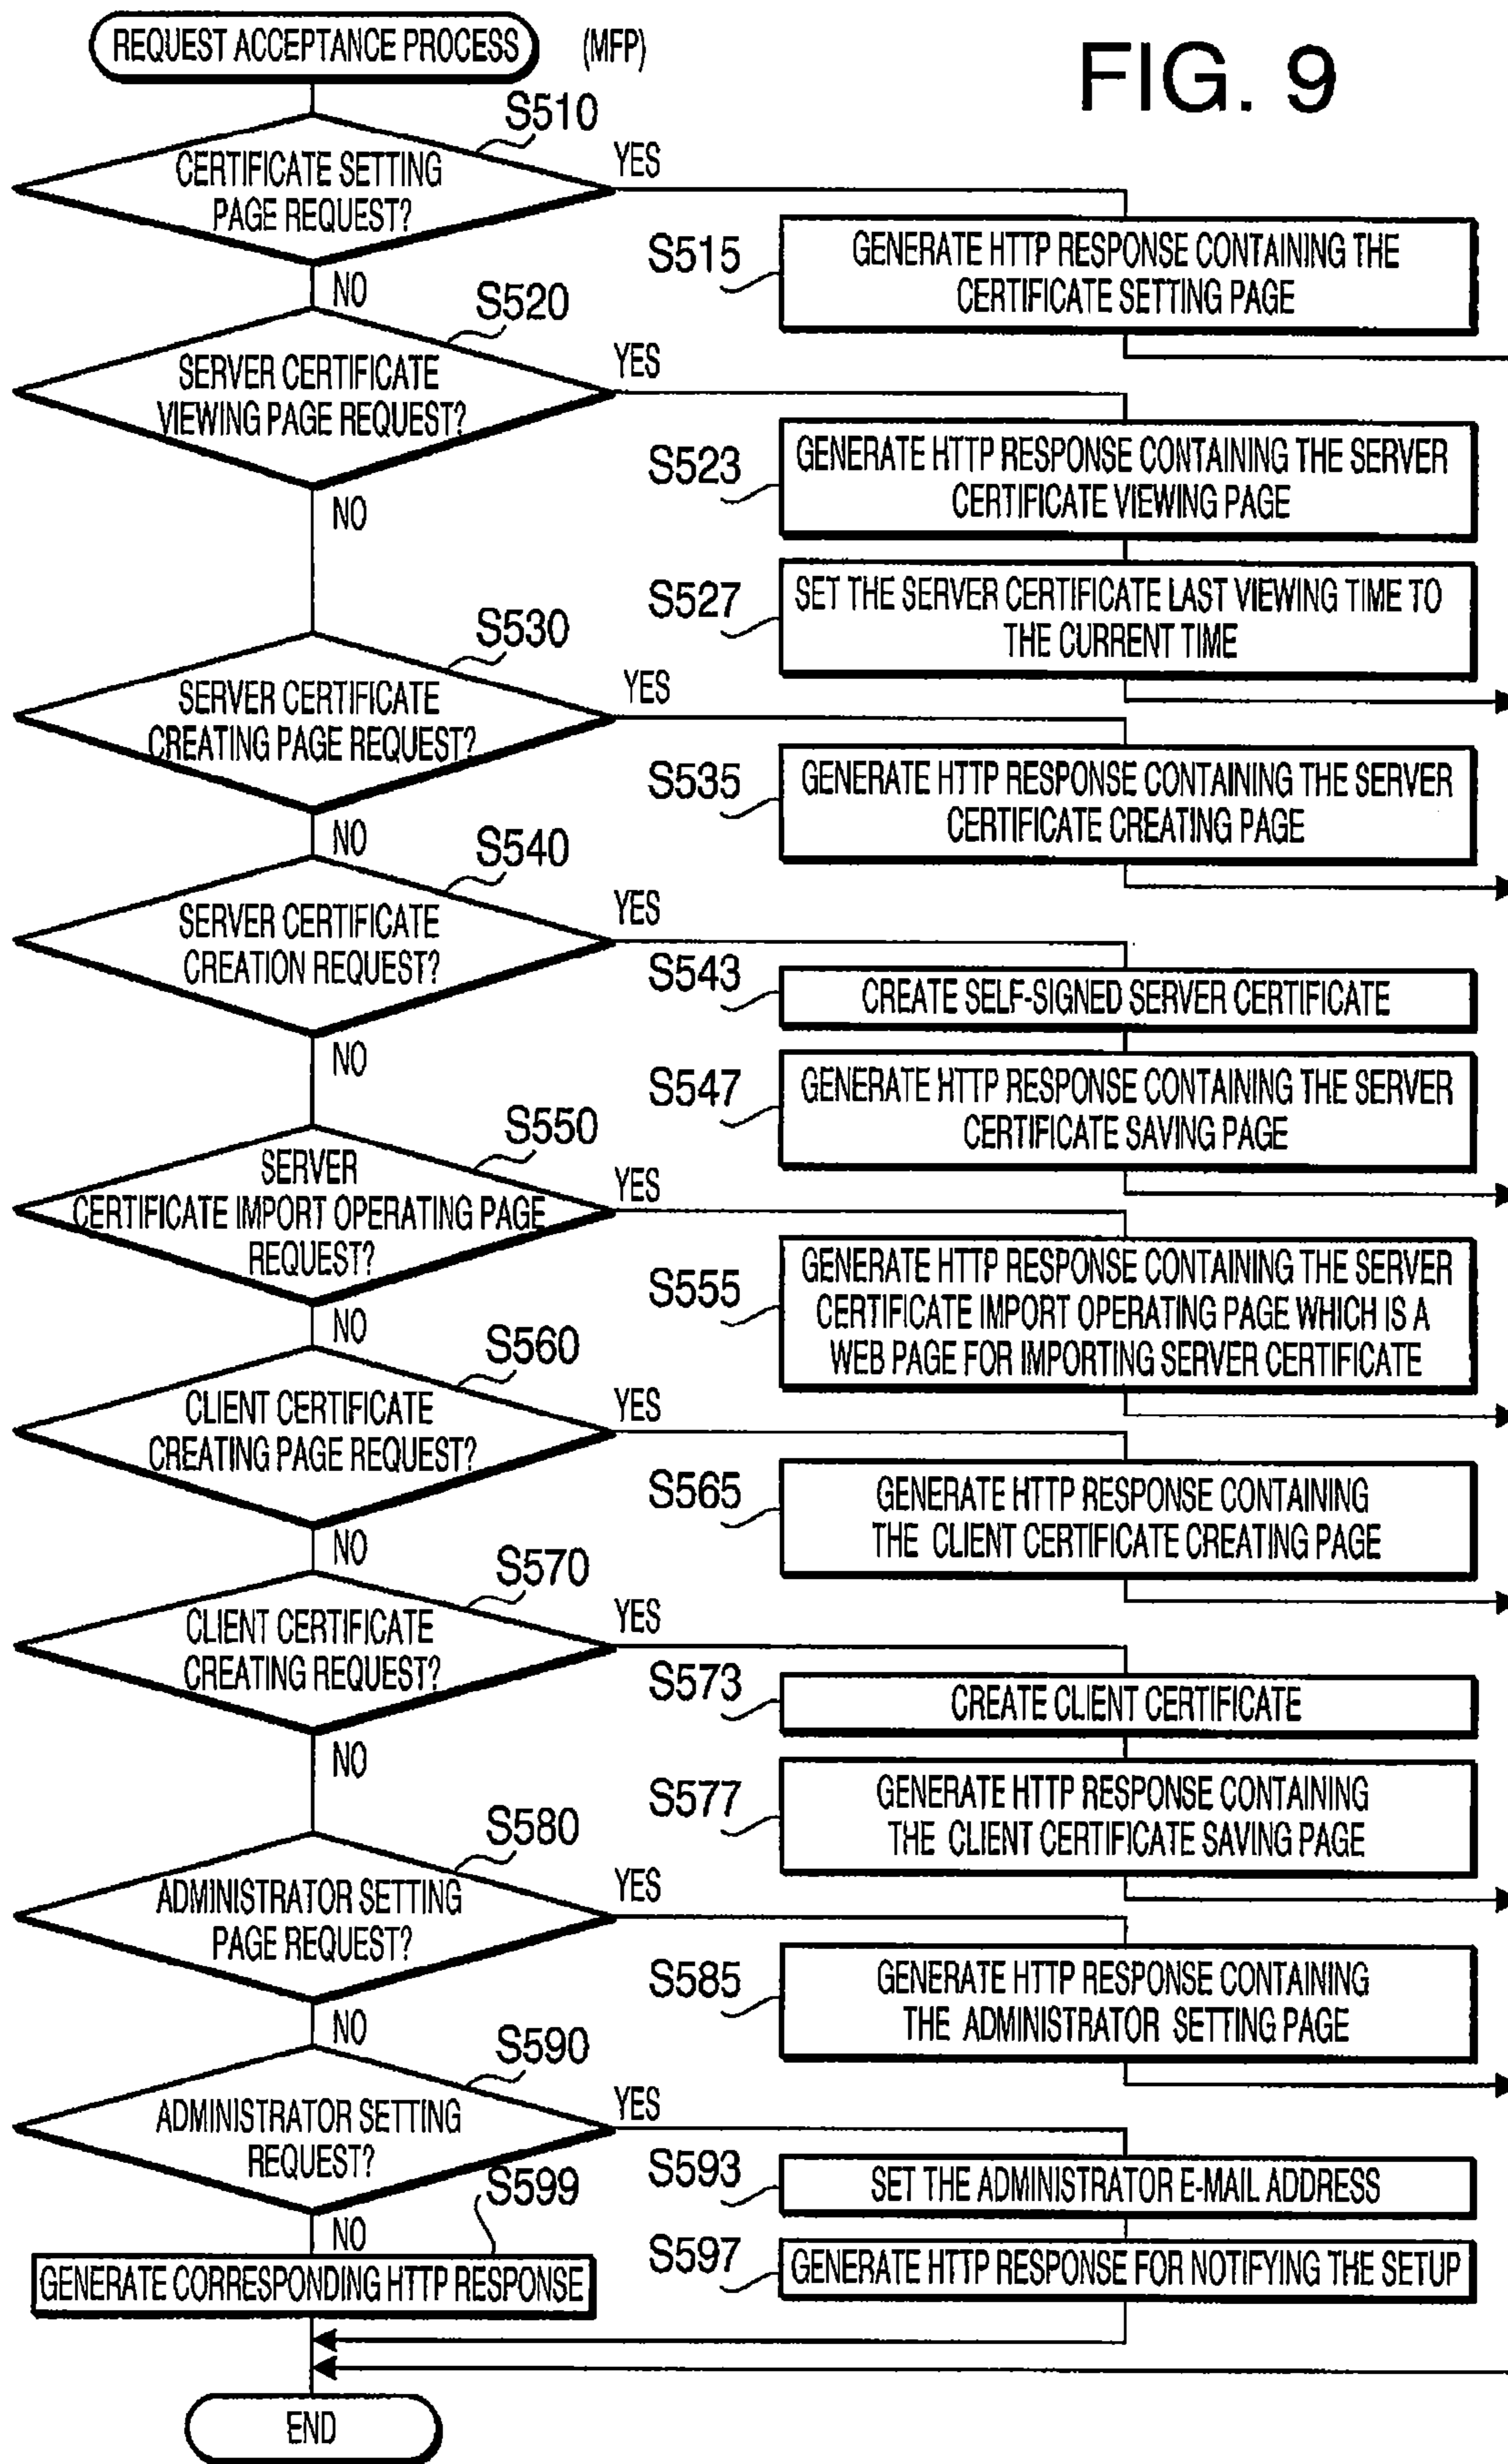 REQUEST ACCEPTANCE PROCESS
(MFP)
FIG. 9
S510
CERTIFICATE SETTING
PAGE REQUEST?
YES
NO
S515
GENERATE HTTP RESPONSE CONTAINING THE
CERTIFICATE SETTING PAGE
S520
SERVER CERTIFICATE
VIEWING PAGE REQUEST?
YES
NO
S523
GENERATE HTTP RESPONSE CONTAINING THE SERVER
CERTIFICATE VIEWING PAGE
S527
SET THE SERVER CERTIFICATE LAST VIEWING TIME TO
THE CURRENT TIME
S530
SERVER CERTIFICATE
CREATING PAGE REQUEST?
YES
NO
S535
GENERATE HTTP RESPONSE CONTAINING THE SERVER
CERTIFICATE CREATING PAGE
S540
SERVER CERTIFICATE
CREATION REQUEST?
YES
NO
S543
CREATE SELF-SIGNED SERVER CERTIFICATE
S547
GENERATE HTTP RESPONSE CONTAINING THE SERVER
CERTIFICATE SAVING PAGE
S550
SERVER
CERTIFICATE IMPORT OPERATING PAGE
REQUEST?
YES
NO
S555
GENERATE HTTP RESPONSE CONTAINING THE SERVER
CERTIFICATE IMPORT OPERATING PAGE WHICH IS A
WEB PAGE FOR IMPORTING SERVER CERTIFICATE
S560
CLIENT CERTIFICATE
CREATING PAGE REQUEST?
YES
NO
S565
GENERATE HTTP RESPONSE CONTAINING
THE CLIENT CERTIFICATE CREATING PAGE
S570
CLIENT CERTIFICATE
CREATING REQUEST?
YES
NO
S573
CREATE CLIENT CERTIFICATE
S577
GENERATE HTTP RESPONSE CONTAINING
THE CLIENT CERTIFICATE SAVING PAGE
S580
ADMINISTRATOR SETTING
PAGE REQUEST?
YES
NO
S585
GENERATE HTTP RESPONSE CONTAINING
THE ADMINISTRATOR SETTING PAGE
S590
ADMINISTRATOR SETTING
REQUEST?
YES
NO
S593
SET THE ADMINISTRATOR E-MAIL ADDRESS
S597
GENERATE HTTP RESPONSE FOR NOTIFYING THE SETUP
S599
GENERATE CORRESPONDING HTTP RESPONSE
END